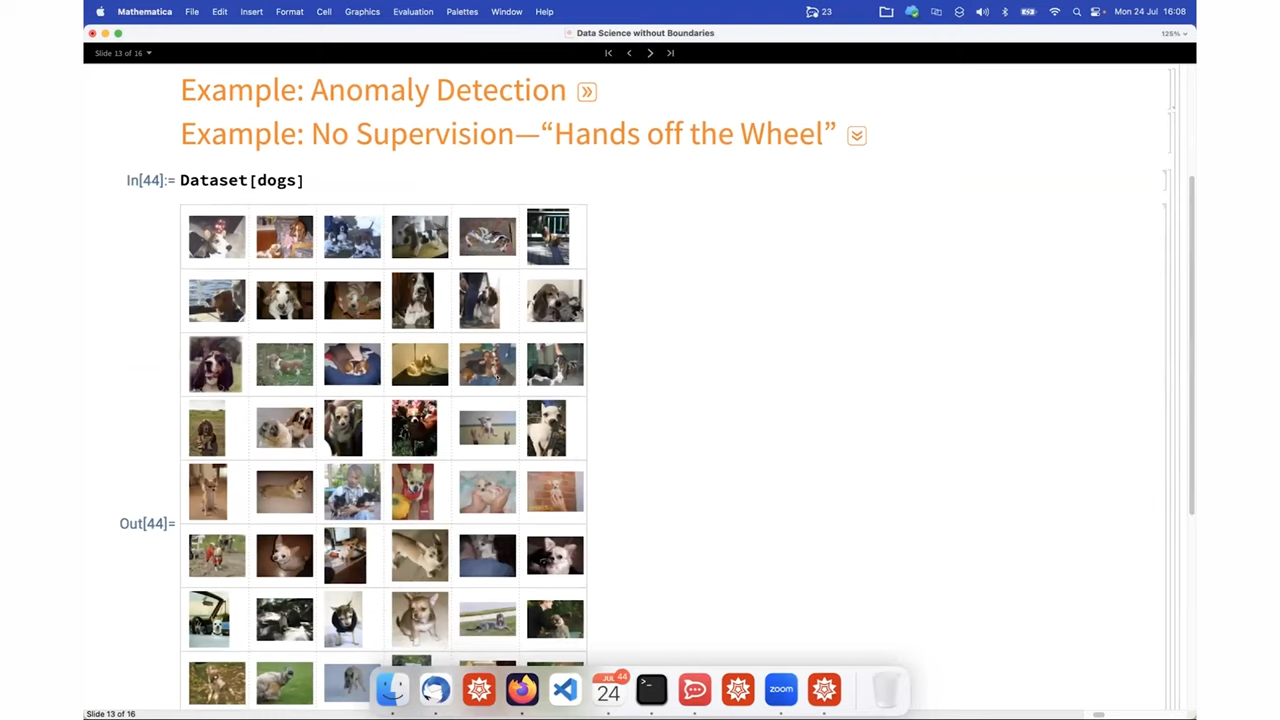 Mathematica File Edit Insert Format Cell Graphics Evaluation Palettes Window Help 23 Mon 24 Jul 16:08
Data Science without Boundaries 125%
Slide 13 of 16
Example: Anomaly Detection
Example: No Supervision—“Hands off the Wheel”
In[44]:= Dataset[dogs]
Out[44]=
JUL 44
24
zoom
Slide 13 of 16